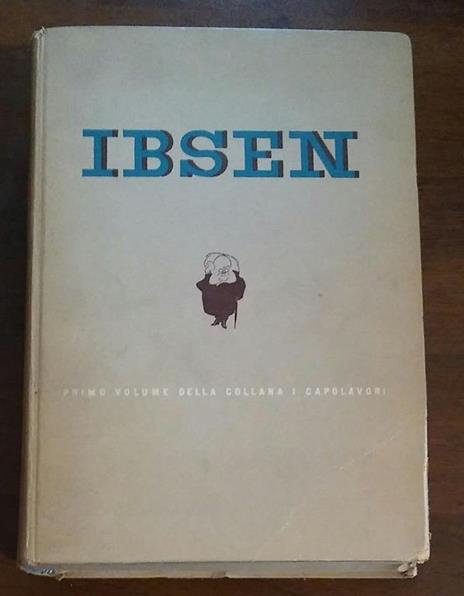 IBSEN
PRIMO VOLUME DELLA COLLANA I CAPOLAVORI